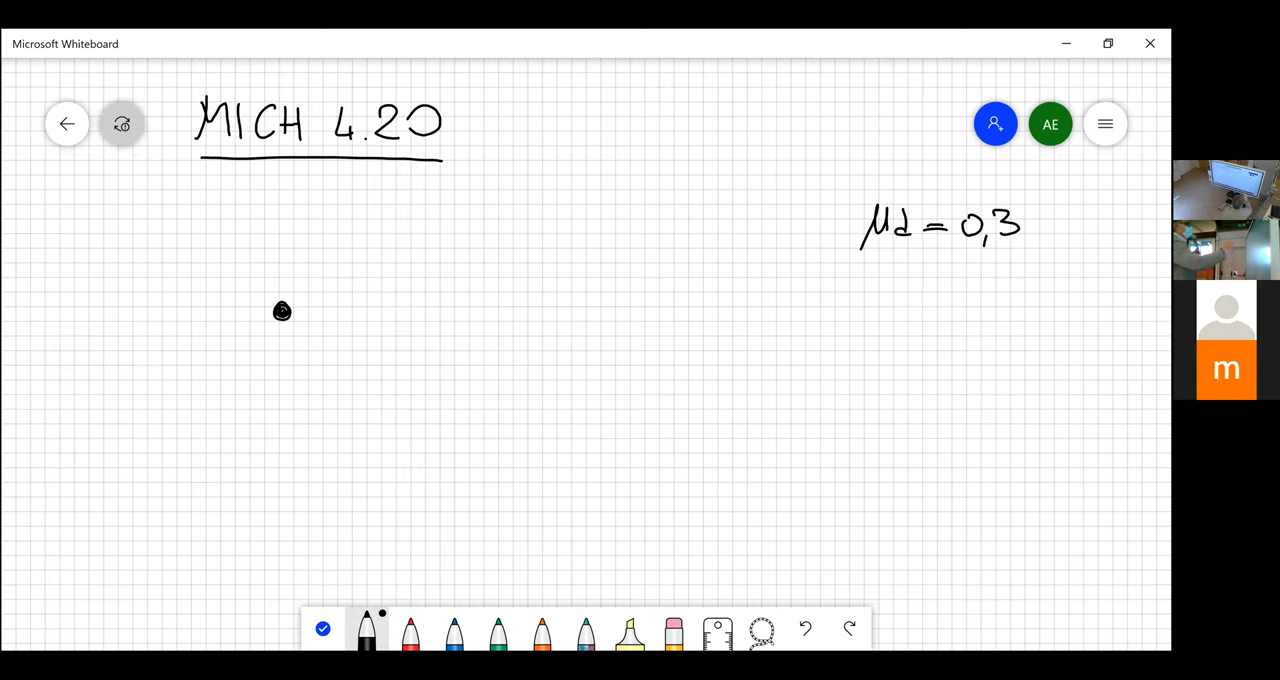 Microsoft Whiteboard
MICH 4.20
AE
μd = 0,3
m